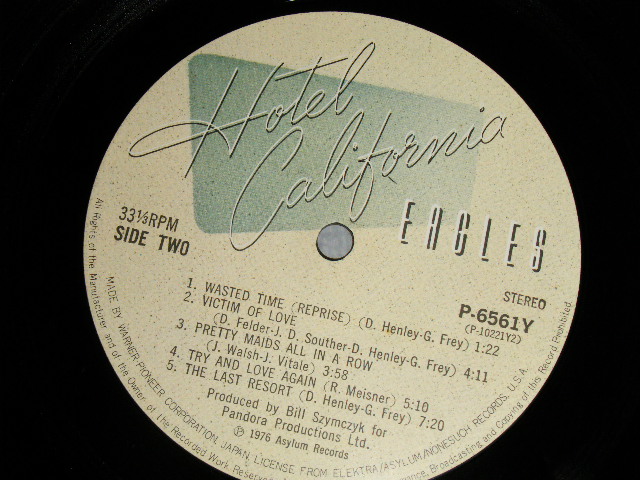 Hotel
California
EAGLES
33⅓RPM
SIDE TWO
STEREO
P-6561Y
(P-10221Y2)
1. WASTED TIME (REPRISE) (D. Henley-G. Frey) 1:22
2. VICTIM OF LOVE
(D. Felder-J. D. Souther-D. Henley-G. Frey) 4:11
3. PRETTY MAIDS ALL IN A ROW
(J. Walsh-J. Vitale) 3:58
4. TRY AND LOVE AGAIN (R. Meisner) 5:10
5. THE LAST RESORT (D. Henley-G. Frey) 7:20
Produced by Bill Szymczyk for
Pandora Productions Ltd.
Ⓟ 1976 Asylum Records
MADE BY WARNER-PIONEER CORPORATION, JAPAN. LICENSE FROM ELEKTRA/ASYLUM/NONESUCH RECORDS, U.S.A.
All Rights of the Manufacturer and of the Owner of the Recorded Work Reserved Broadcasting and Copying of this Record Prohibited.